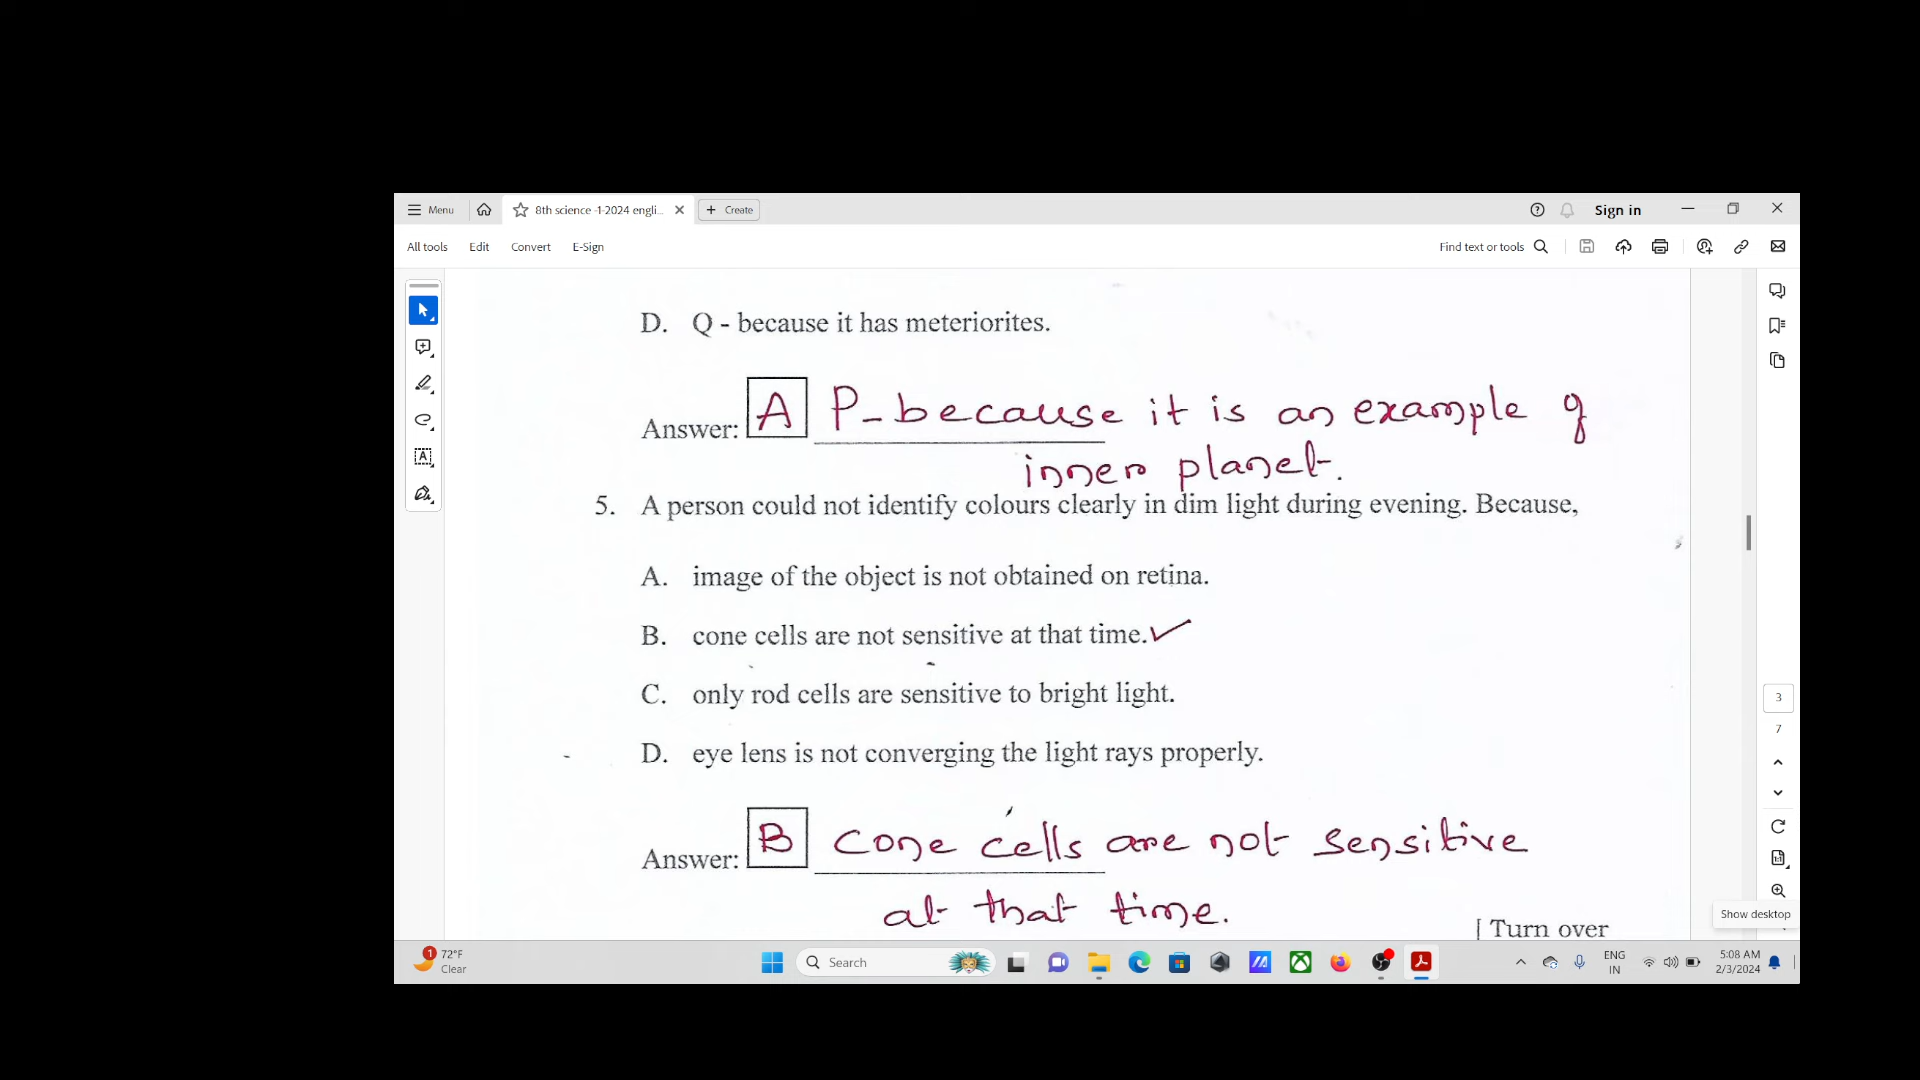 Menu
8th science -1-2024 engli...
Create
Sign in
All tools
Edit
Convert
E-Sign
Find text or tools
D. Q - because it has meteriorites.
Answer: A P-because it is an example of
inner planet.
5. A person could not identify colours clearly in dim light during evening. Because,
A. image of the object is not obtained on retina.
B. cone cells are not sensitive at that time.
C. only rod cells are sensitive to bright light.
D. eye lens is not converging the light rays properly.
Answer: B Cone cells are not sensitive
at that time.
[ Turn over
3
7
Show desktop
1
72°F
Clear
Search
ENG
IN
5:08 AM
2/3/2024